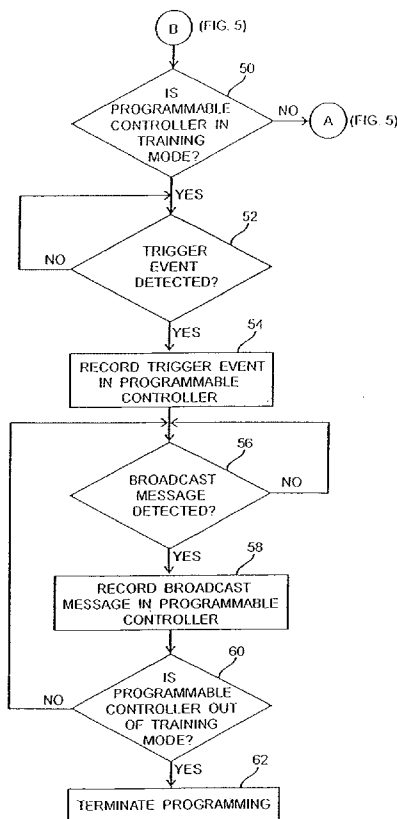 B (FIG. 5)
50
IS
PROGRAMMABLE
CONTROLLER IN
TRAINING
MODE?
NO
A (FIG. 5)
YES
52
TRIGGER
EVENT
DETECTED?
NO
YES
54
RECORD TRIGGER EVENT
IN PROGRAMMABLE
CONTROLLER
56
BROADCAST
MESSAGE
DETECTED?
NO
YES
58
RECORD BROADCAST
MESSAGE IN PROGRAMMABLE
CONTROLLER
60
IS
PROGRAMMABLE
CONTROLLER OUT
OF TRAINING
MODE?
NO
YES
62
TERMINATE PROGRAMMING